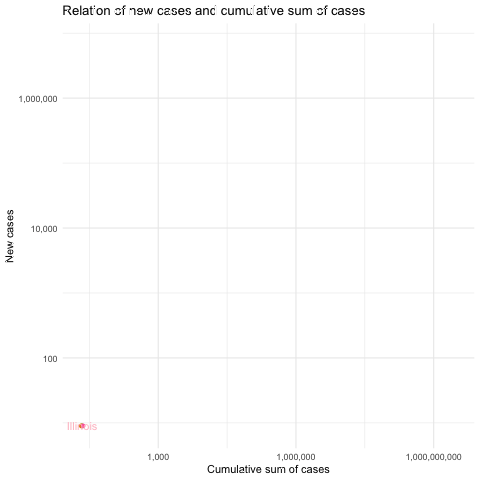 Relation of new cases and cumulative sum of cases
1,000,000
10,000
100
New cases
Illinois
1,000
1,000,000
1,000,000,000
Cumulative sum of cases